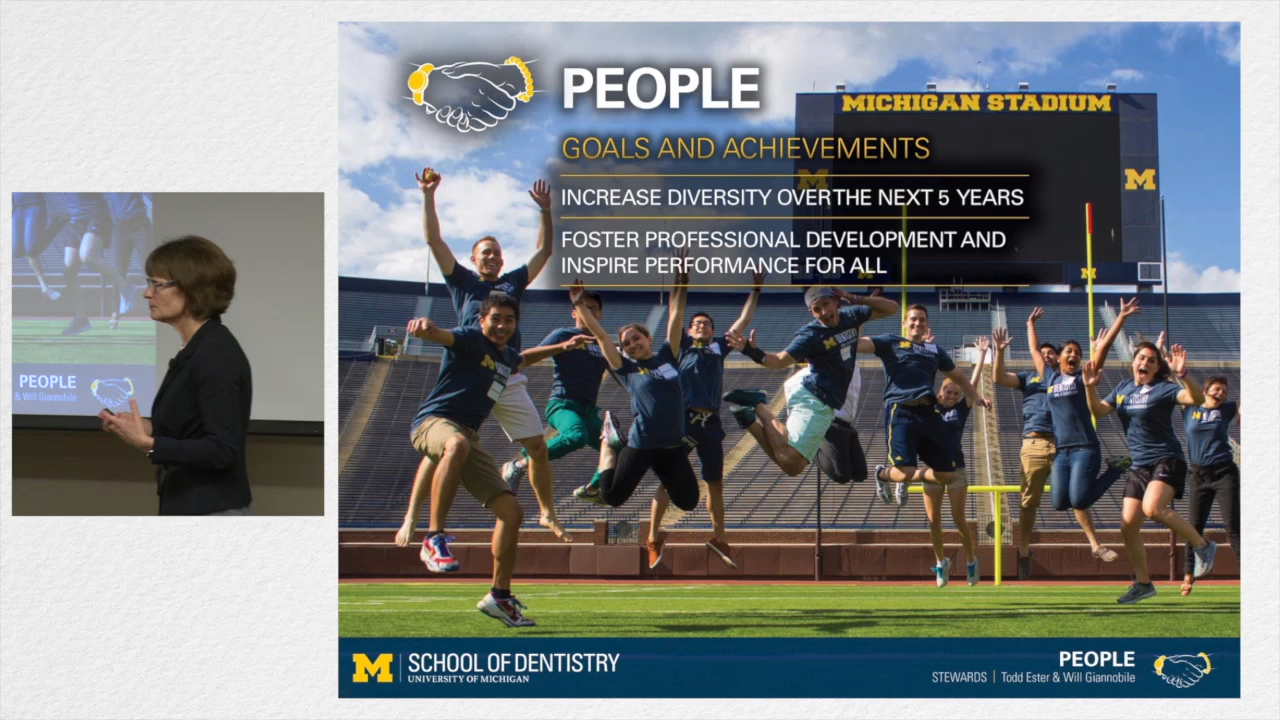 PEOPLE
GOALS AND ACHIEVEMENTS
INCREASE DIVERSITY OVER THE NEXT 5 YEARS
FOSTER PROFESSIONAL DEVELOPMENT AND
INSPIRE PERFORMANCE FOR ALL
MICHIGAN STADIUM
M
M
M
PEOPLE
& Will Giannobile
M SCHOOL OF DENTISTRY
UNIVERSITY OF MICHIGAN
PEOPLE
STEWARDS | Todd Ester & Will Giannobile